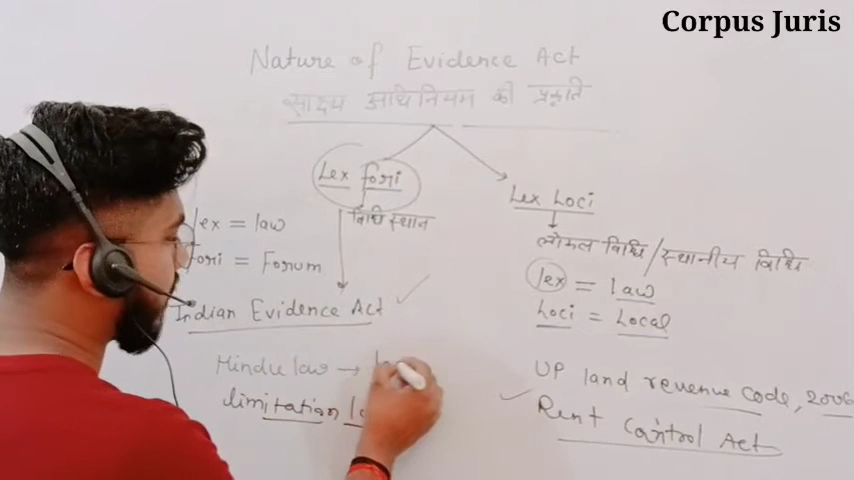 Corpus Juris
Nature of Evidence Act
साक्ष्य अधिनियम की प्रकृति
Lex fori
विधि स्थान
Lex = law
fori = Forum
Indian Evidence Act
Hindu law →
limitation
Lex Loci
लोकल विधि/स्थानीय विधि
lex = law
Loci = Local
UP land revenue code, 2006
Rent Control Act